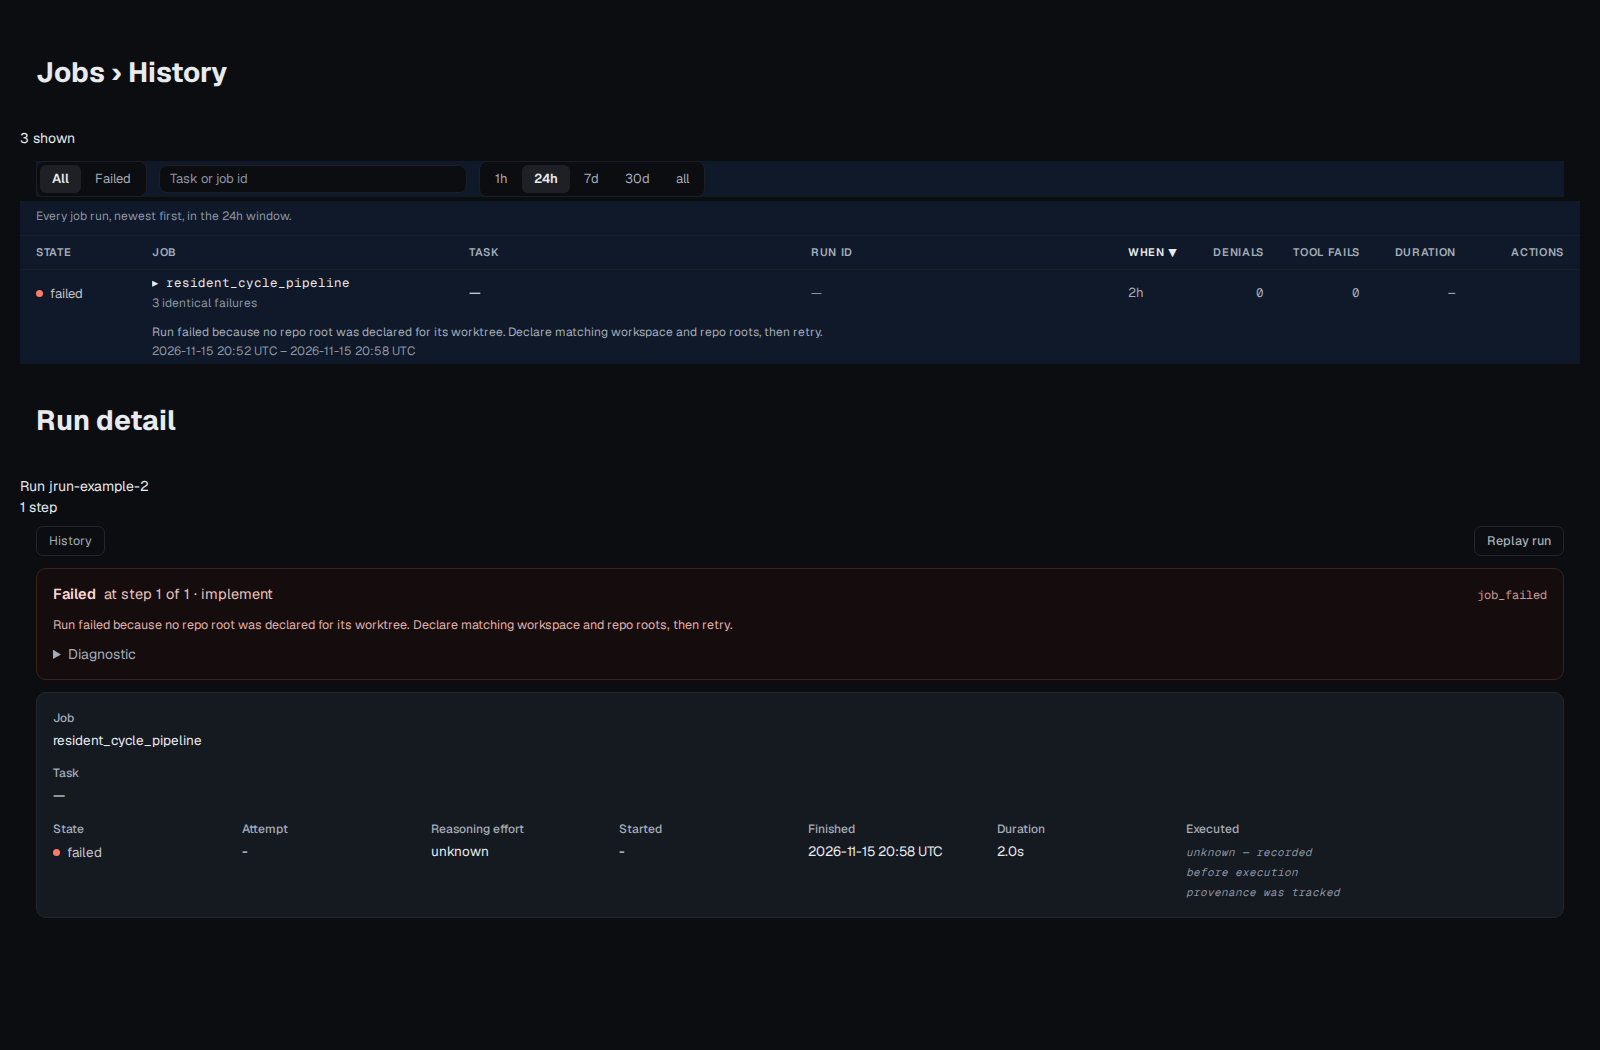 Jobs › History
3 shown
All Failed Task or job id 1h 24h 7d 30d all
Every job run, newest first, in the 24h window.
STATE JOB TASK RUN ID WHEN ▼ DENIALS TOOL FAILS DURATION ACTIONS
failed ▸ resident_cycle_pipeline — — 2h 0 0 –
3 identical failures
Run failed because no repo root was declared for its worktree. Declare matching workspace and repo roots, then retry.
2026-11-15 20:52 UTC – 2026-11-15 20:58 UTC
Run detail
Run jrun-example-2
1 step
History Replay run
Failed at step 1 of 1 · implement job_failed
Run failed because no repo root was declared for its worktree. Declare matching workspace and repo roots, then retry.
▶ Diagnostic
Job
resident_cycle_pipeline
Task
—
State Attempt Reasoning effort Started Finished Duration Executed
failed - unknown - 2026-11-15 20:58 UTC 2.0s unknown – recorded
before execution
provenance was tracked